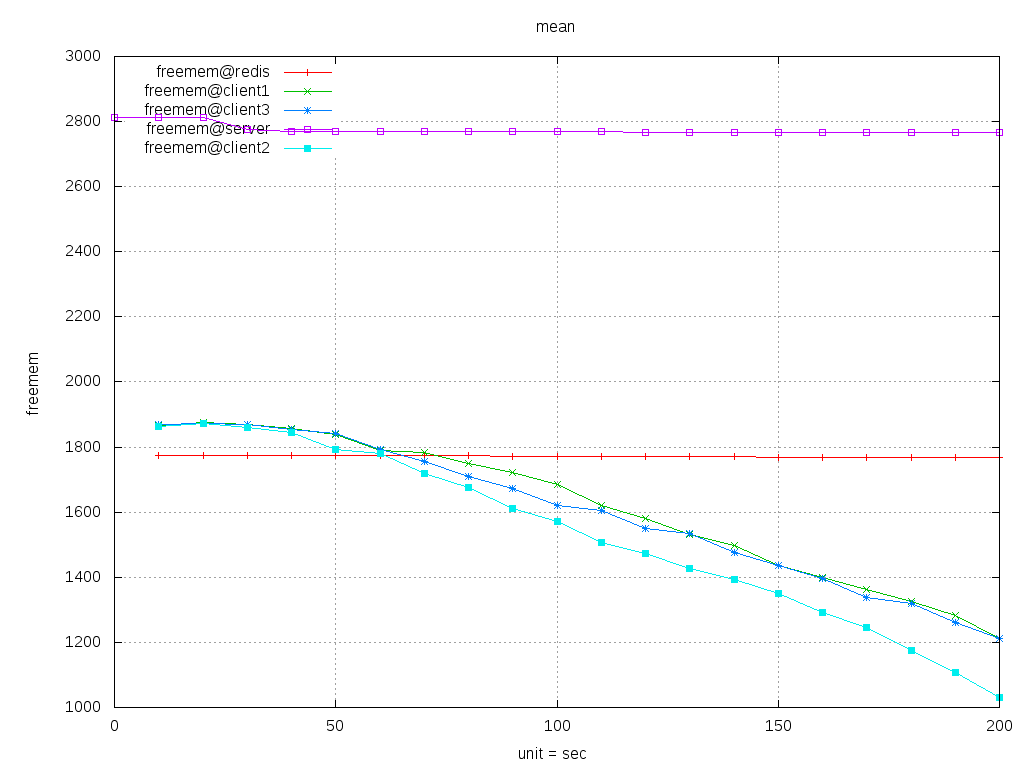 mean
3000
2800
2600
2400
2200
2000
1800
1600
1400
1200
1000
freemem
freemem@redis
freemem@client1
freemem@client3
freemem@server
freemem@client2
0
50
100
150
200
unit = sec